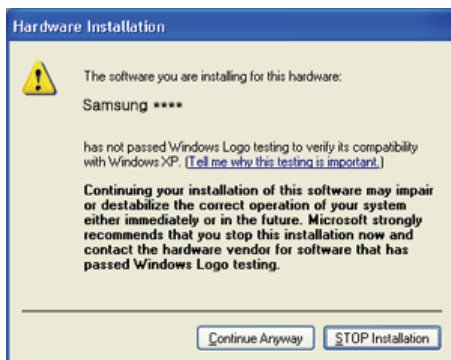 Hardware Installation
The software you are installing for this hardware:
Samsung ****
has not passed Windows Logo testing to verify its compatibility
with Windows XP. (Tell me why this testing is important.)
Continuing your installation of this software may impair
or destabilize the correct operation of your system
either immediately or in the future. Microsoft strongly
recommends that you stop this installation now and
contact the hardware vendor for software that has
passed Windows Logo testing.
Continue Anyway
STOP Installation